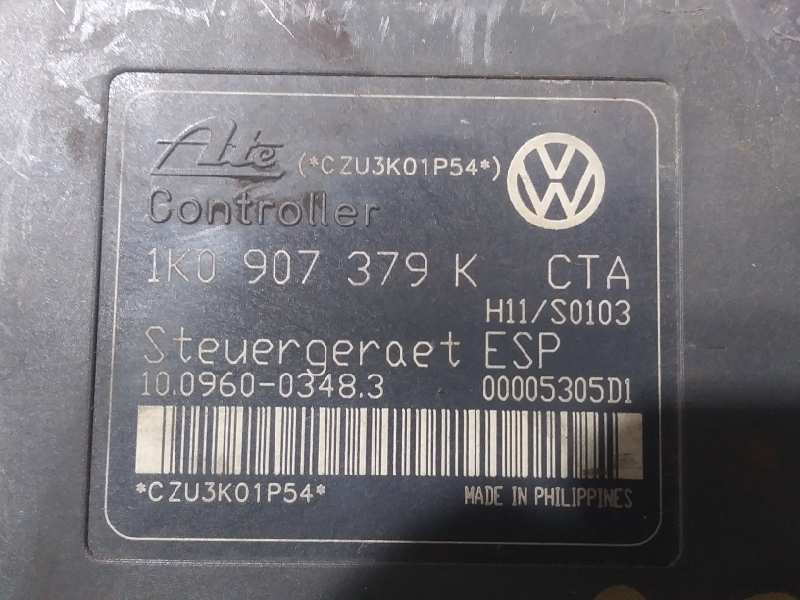 Ate (*CZU3K01P54*)
Controller
1K0 907 379 K CTA
H11/S0103
Steuergeraet ESP
10.0960-0348.3 00005305D1
*CZU3K01P54* MADE IN PHILIPPINES